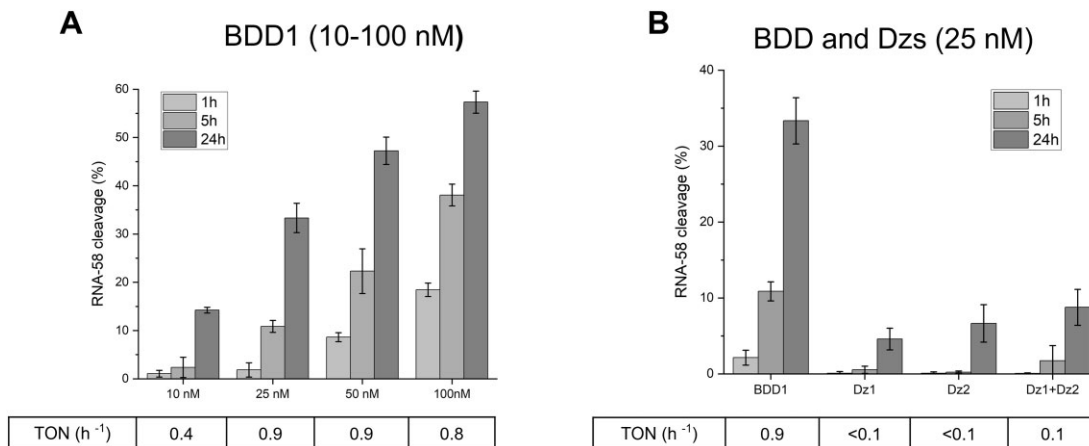 A
BDD1 (10-100 nM)
1h
5h
24h
RNA-58 cleavage (%)
60
50
40
30
20
10
0
10 nM 25 nM 50 nM 100nM
TON (h⁻¹) 0.4 0.9 0.9 0.8
B
BDD and Dzs (25 nM)
1h
5h
24h
RNA-58 cleavage (%)
40
30
20
10
0
BDD1 Dz1 Dz2 Dz1+Dz2
TON (h⁻¹) 0.9 <0.1 <0.1 0.1